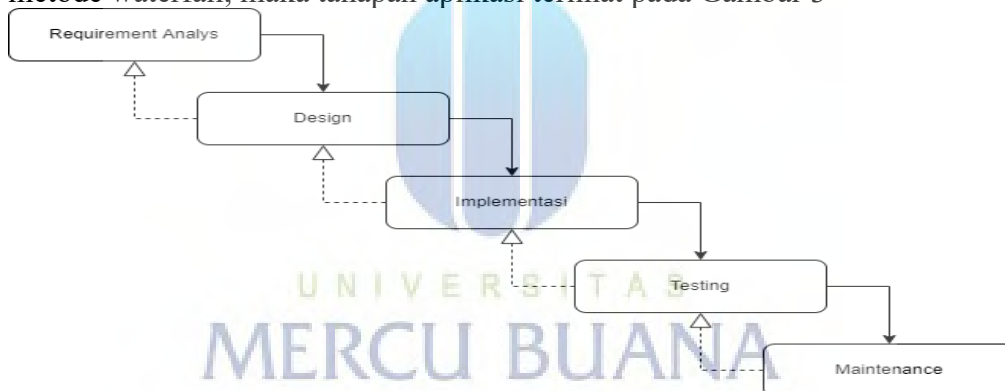 metode waterfall, maka tahapan aplikasi terlihat pada Gambar 3
Requirement Analys
Design
Implementasi
UNIVERSITAS
Testing
MERCU BUANA
Maintenance